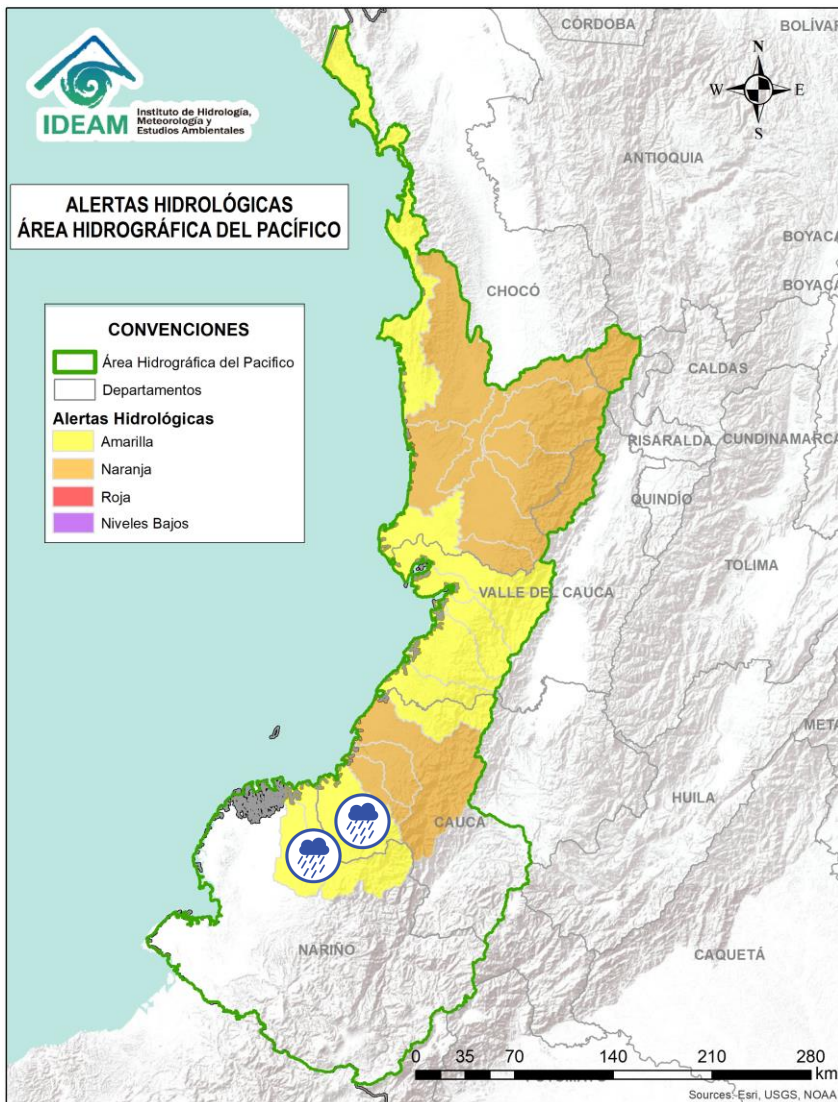 CÓRDOBA
BOLÍVAR
IDEAM
Instituto de Hidrología,
Meteorología y
Estudios Ambientales
N
W
E
S
ANTIOQUIA
ALERTAS HIDROLÓGICAS
ÁREA HIDROGRÁFICA DEL PACÍFICO
BOYACÁ
BOYACÁ
CHOCÓ
CONVENCIONES
Área Hidrográfica del Pacifico
Departamentos
Alertas Hidrológicas
Amarilla
Naranja
Roja
Niveles Bajos
CALDAS
RISARALDA
CUNDINAMARCA
QUINDÍO
TOLIMA
VALLE DEL CAUCA
META
HUILA
CAUCA
NARIÑO
CAQUETÁ
0 35 70 140 210 280
km
Sources: Esri, USGS, NOAA